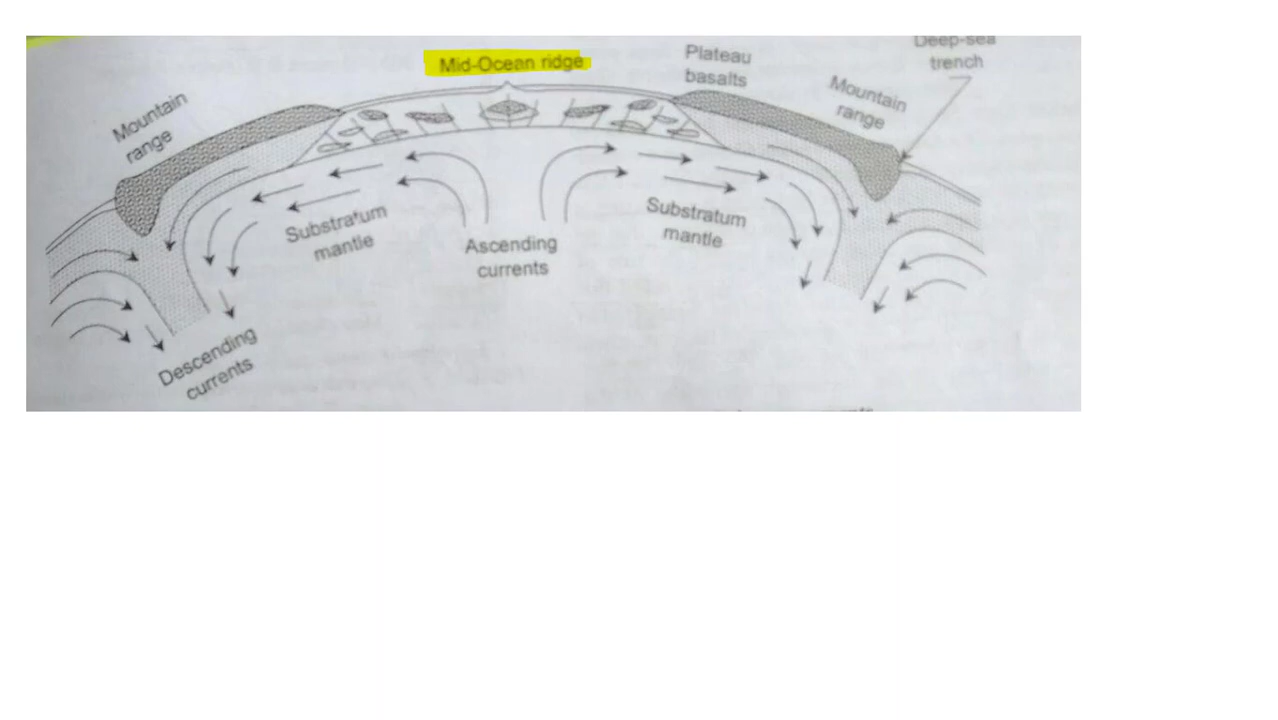 Mid-Ocean ridge
Plateau
basalts
Deep-sea
trench
Mountain
range
Mountain
range
Substratum
mantle
Ascending
currents
Substratum
mantle
Descending
currents